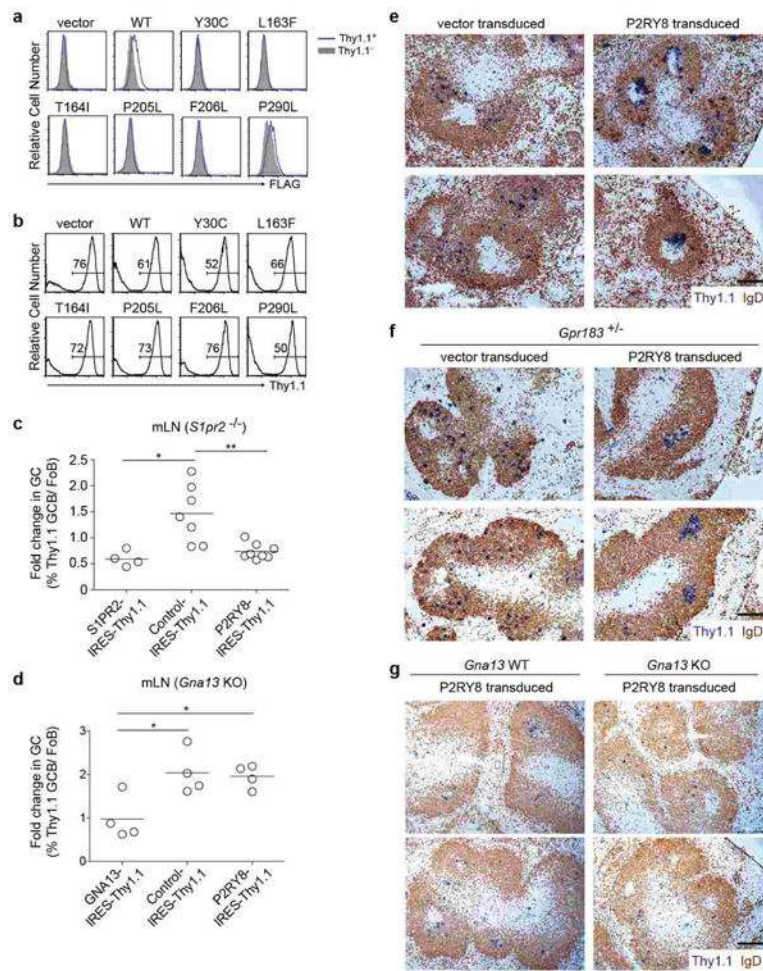 a
vector WT Y30C L163F
Thy1.1⁺
Thy1.1⁻
Relative Cell Number
T164I P205L F206L P290L
FLAG
b
vector WT Y30C L163F
76 61 52 66
Relative Cell Number
T164I P205L F206L P290L
72 73 76 50
Thy1.1
c
mLN (S1pr2 -/-)
Fold change in GC
(% Thy1.1 GCB/ FoB)
* **
2.5
2.0
1.5
1.0
0.5
0.0
S1PR2-
IRES-Thy1.1
Control-
IRES-Thy1.1
P2RY8-
IRES-Thy1.1
d
mLN (Gna13 KO)
Fold change in GC
(% Thy1.1 GCB/ FoB)
*
*
3
2
1
0
GNA13-
IRES-Thy1.1
Control-
IRES-Thy1.1
P2RY8-
IRES-Thy1.1
e
vector transduced P2RY8 transduced
Thy1.1 IgD
f
Gpr183 +/-
vector transduced P2RY8 transduced
Thy1.1 IgD
g
Gna13 WT Gna13 KO
P2RY8 transduced P2RY8 transduced
Thy1.1 IgD